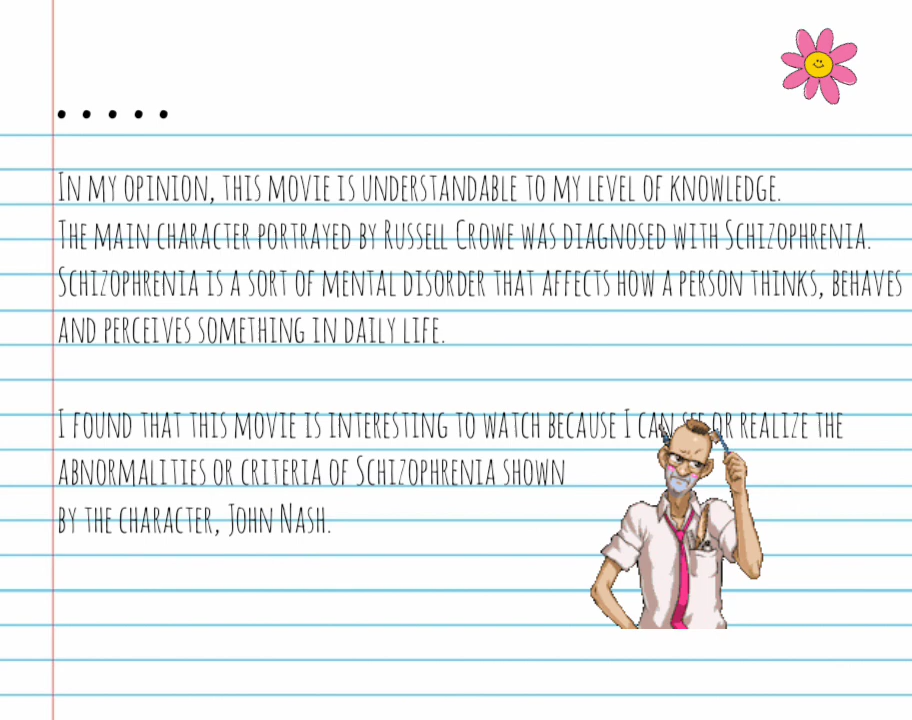 .....
In my opinion, this movie is understandable to my level of knowledge.
The main character portrayed by Russell Crowe was diagnosed with Schizophrenia.
Schizophrenia is a sort of mental disorder that affects how a person thinks, behaves
and perceives something in daily life.
I found that this movie is interesting to watch because I can see or realize the
abnormalities or criteria of Schizophrenia shown
by the character, John Nash.